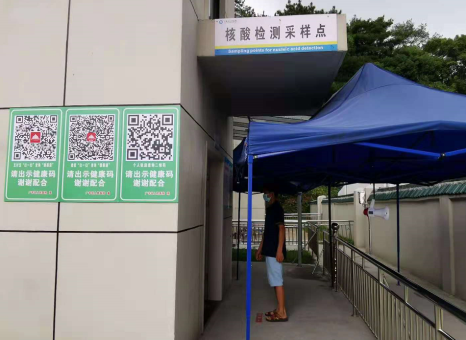 核酸检测采样点
Sampling points for nucleic acid detection
请出示健康码
谢谢配合
请出示健康码
谢谢配合
请出示健康码
谢谢配合